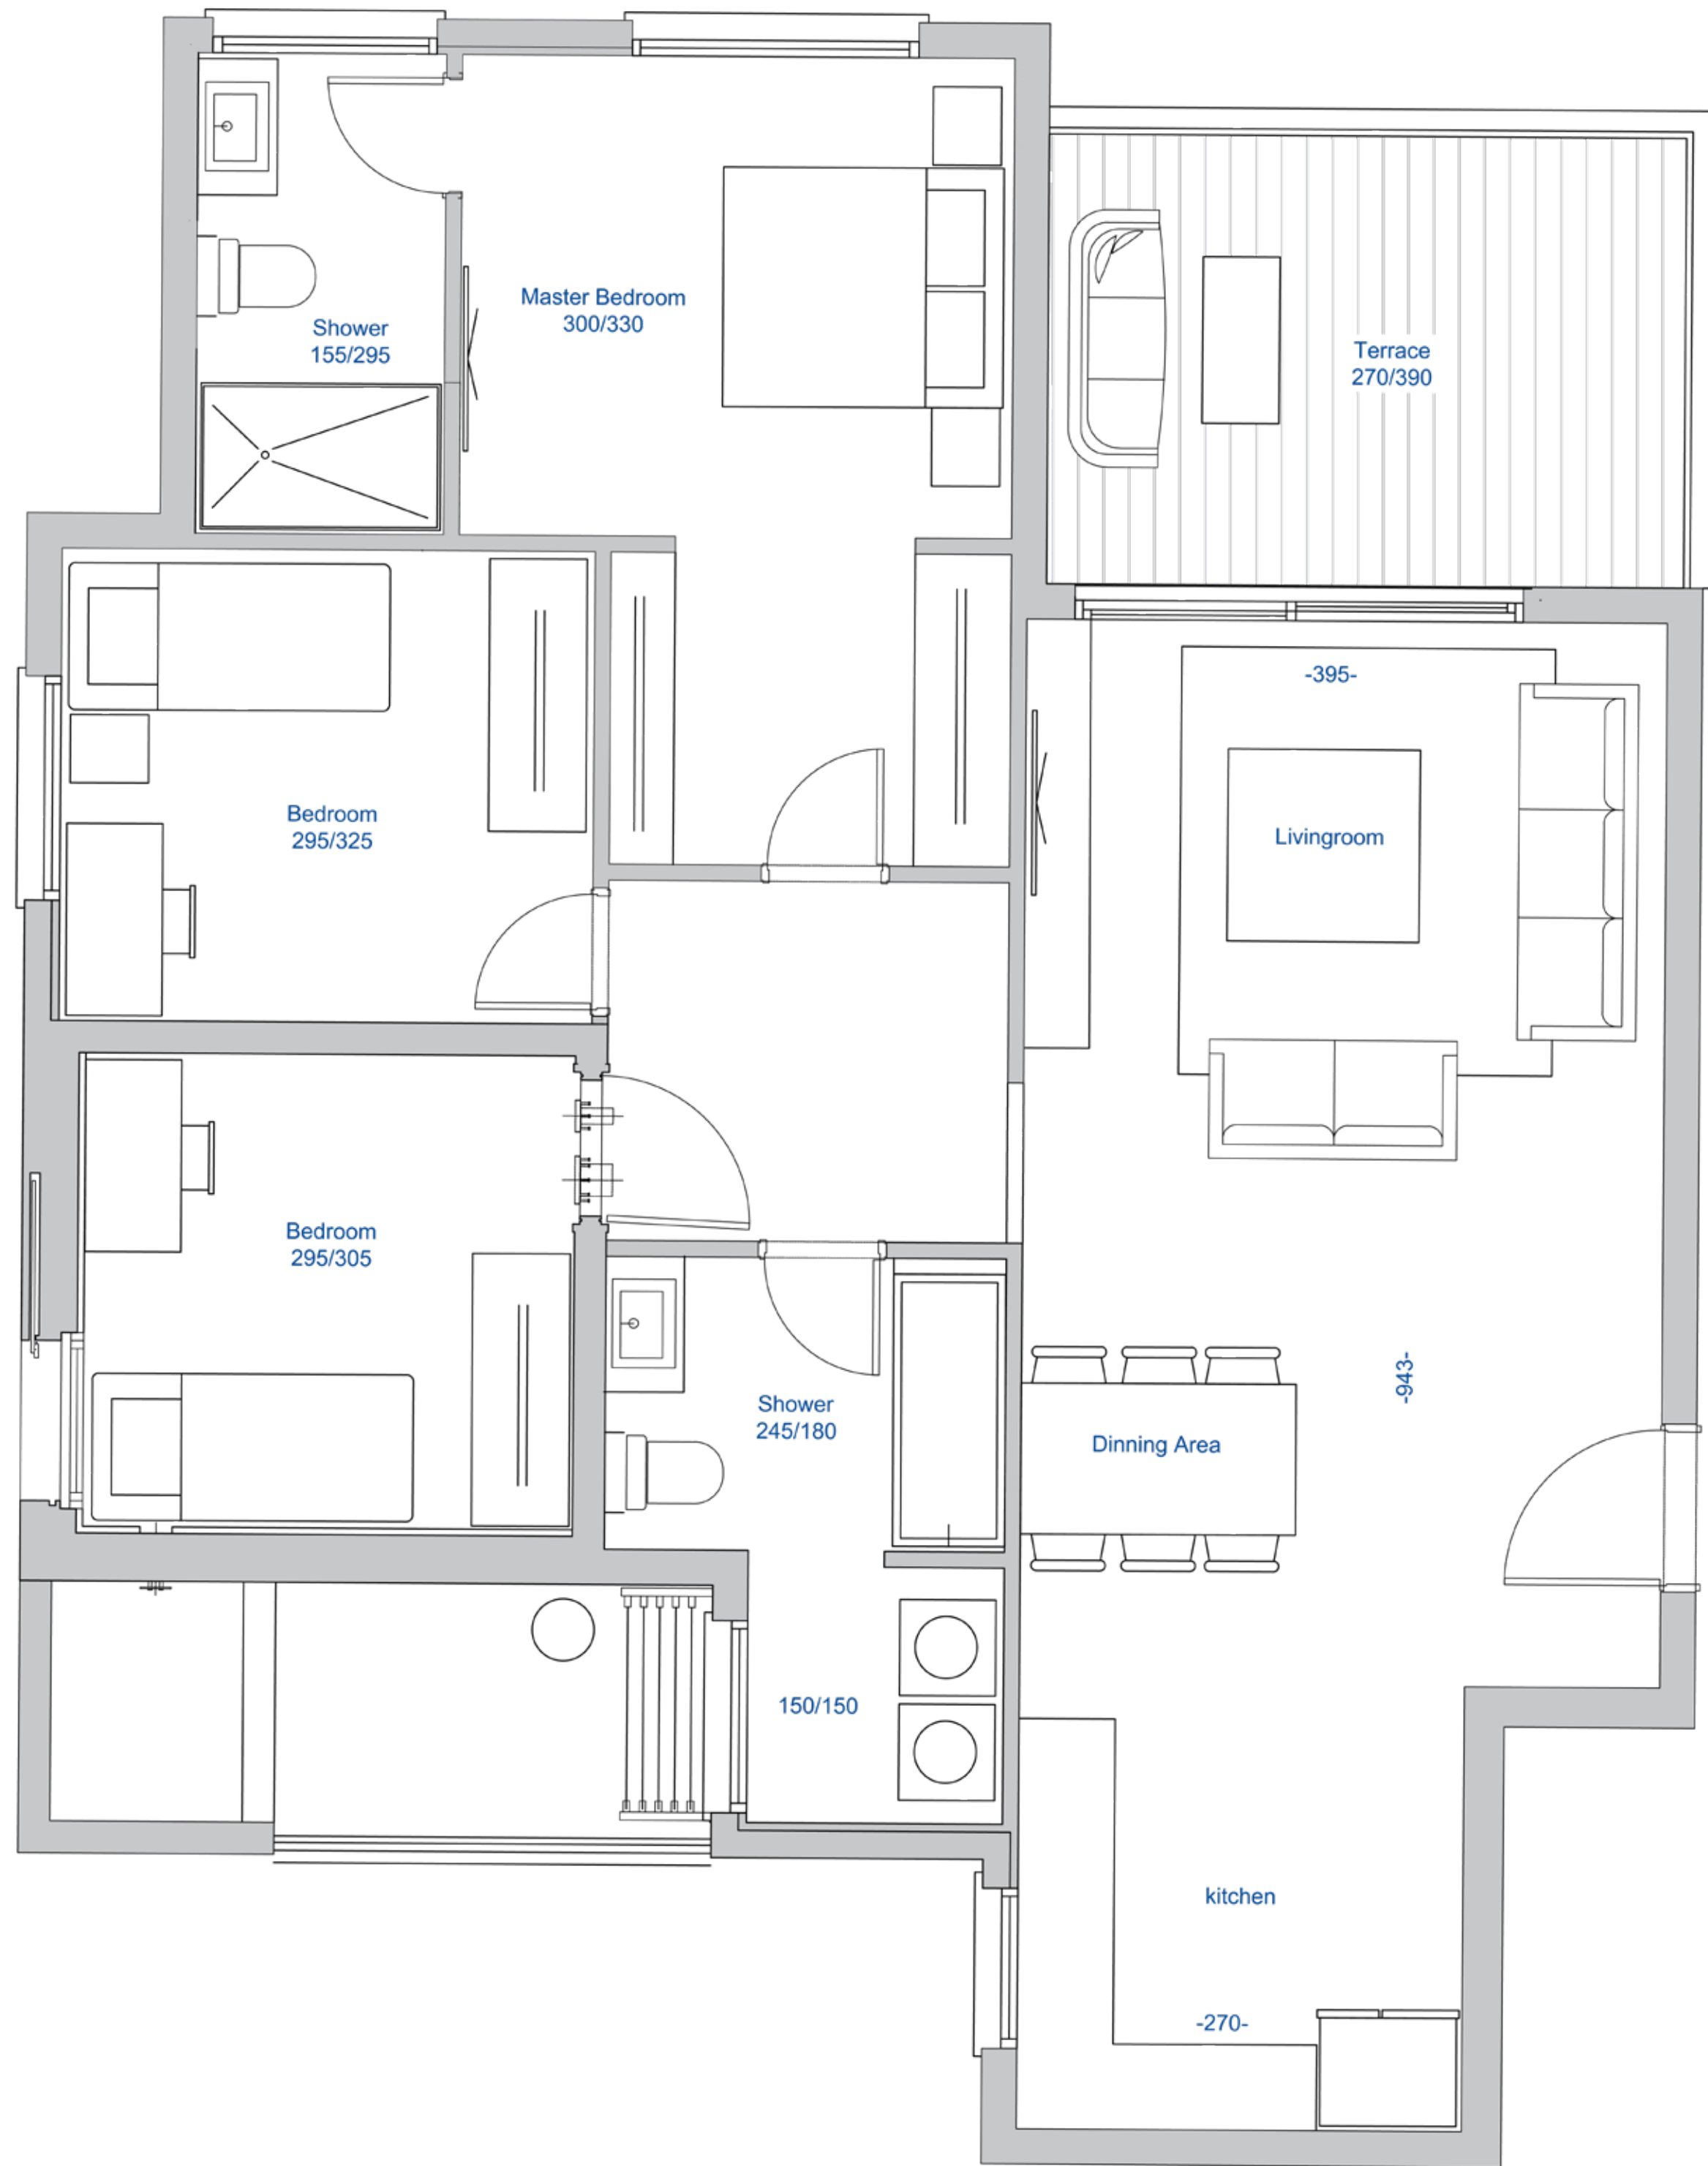 Master Bedroom
300/330
Shower
155/295
Terrace
270/390
-395-
Bedroom
295/325
Livingroom
Bedroom
295/305
-943-
Shower
245/180
Dinning Area
150/150
kitchen
-270-